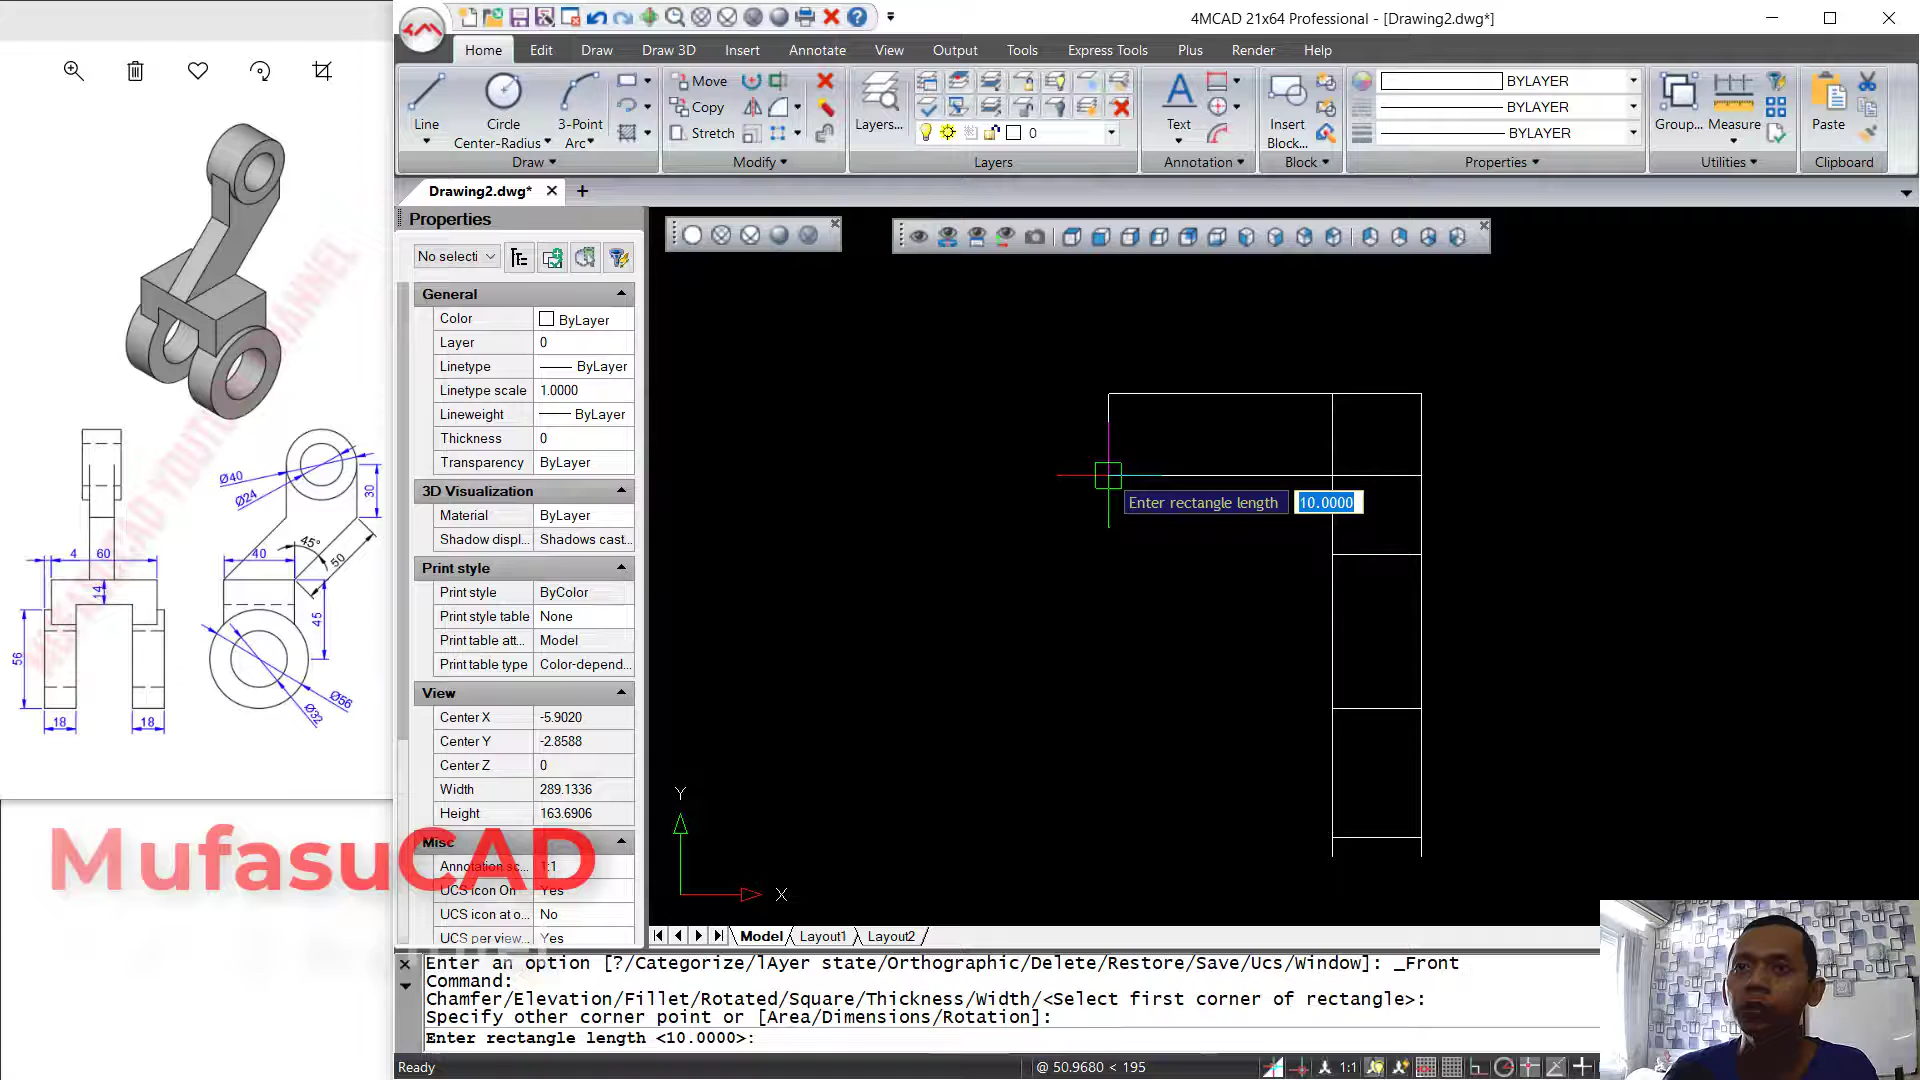 4MCAD 21x64 Professional - [Drawing2.dwg*]
Home Edit Draw Draw 3D Insert Annotate View Output Tools Express Tools Plus Render Help
Line
Circle
Center-Radius
3-Point
Arc
Draw
Move
Copy
Stretch
Modify
Layers...
0
Layers
Text
Annotation
Insert
Block...
Block
BYLAYER
BYLAYER
BYLAYER
Properties
Group...
Measure
Utilities
Paste
Clipboard
Drawing2.dwg*
Properties
No selecti
General
Color ByLayer
Layer 0
Linetype ByLayer
Linetype scale 1.0000
Lineweight ByLayer
Thickness 0
Transparency ByLayer
3D Visualization
Material ByLayer
Shadow displ... Shadows cast...
Print style
Print style ByColor
Print style table None
Print table att... Model
Print table type Color-depend...
View
Center X -5.9020
Center Y -2.8588
Center Z 0
Width 289.1336
Height 163.6906
Misc
Annotation sc... 1:1
UCS icon On Yes
UCS icon at o... No
UCS per view... Yes
Ø40
Ø24
30
45°
50
4 60
40
14
45
56
Ø56
Ø32
18
18
MufasuCAD
Enter rectangle length 10.0000
Y
X
Model Layout1 Layout2
Enter an option [?/Categorize/lAyer state/Orthographic/Delete/Restore/Save/Ucs/Window]: _Front
Command:
Chamfer/Elevation/Fillet/Rotated/Square/Thickness/Width/<Select first corner of rectangle>:
Specify other corner point or [Area/Dimensions/Rotation]:
Enter rectangle length <10.0000>:
Ready
@ 50.9680 < 195
1:1